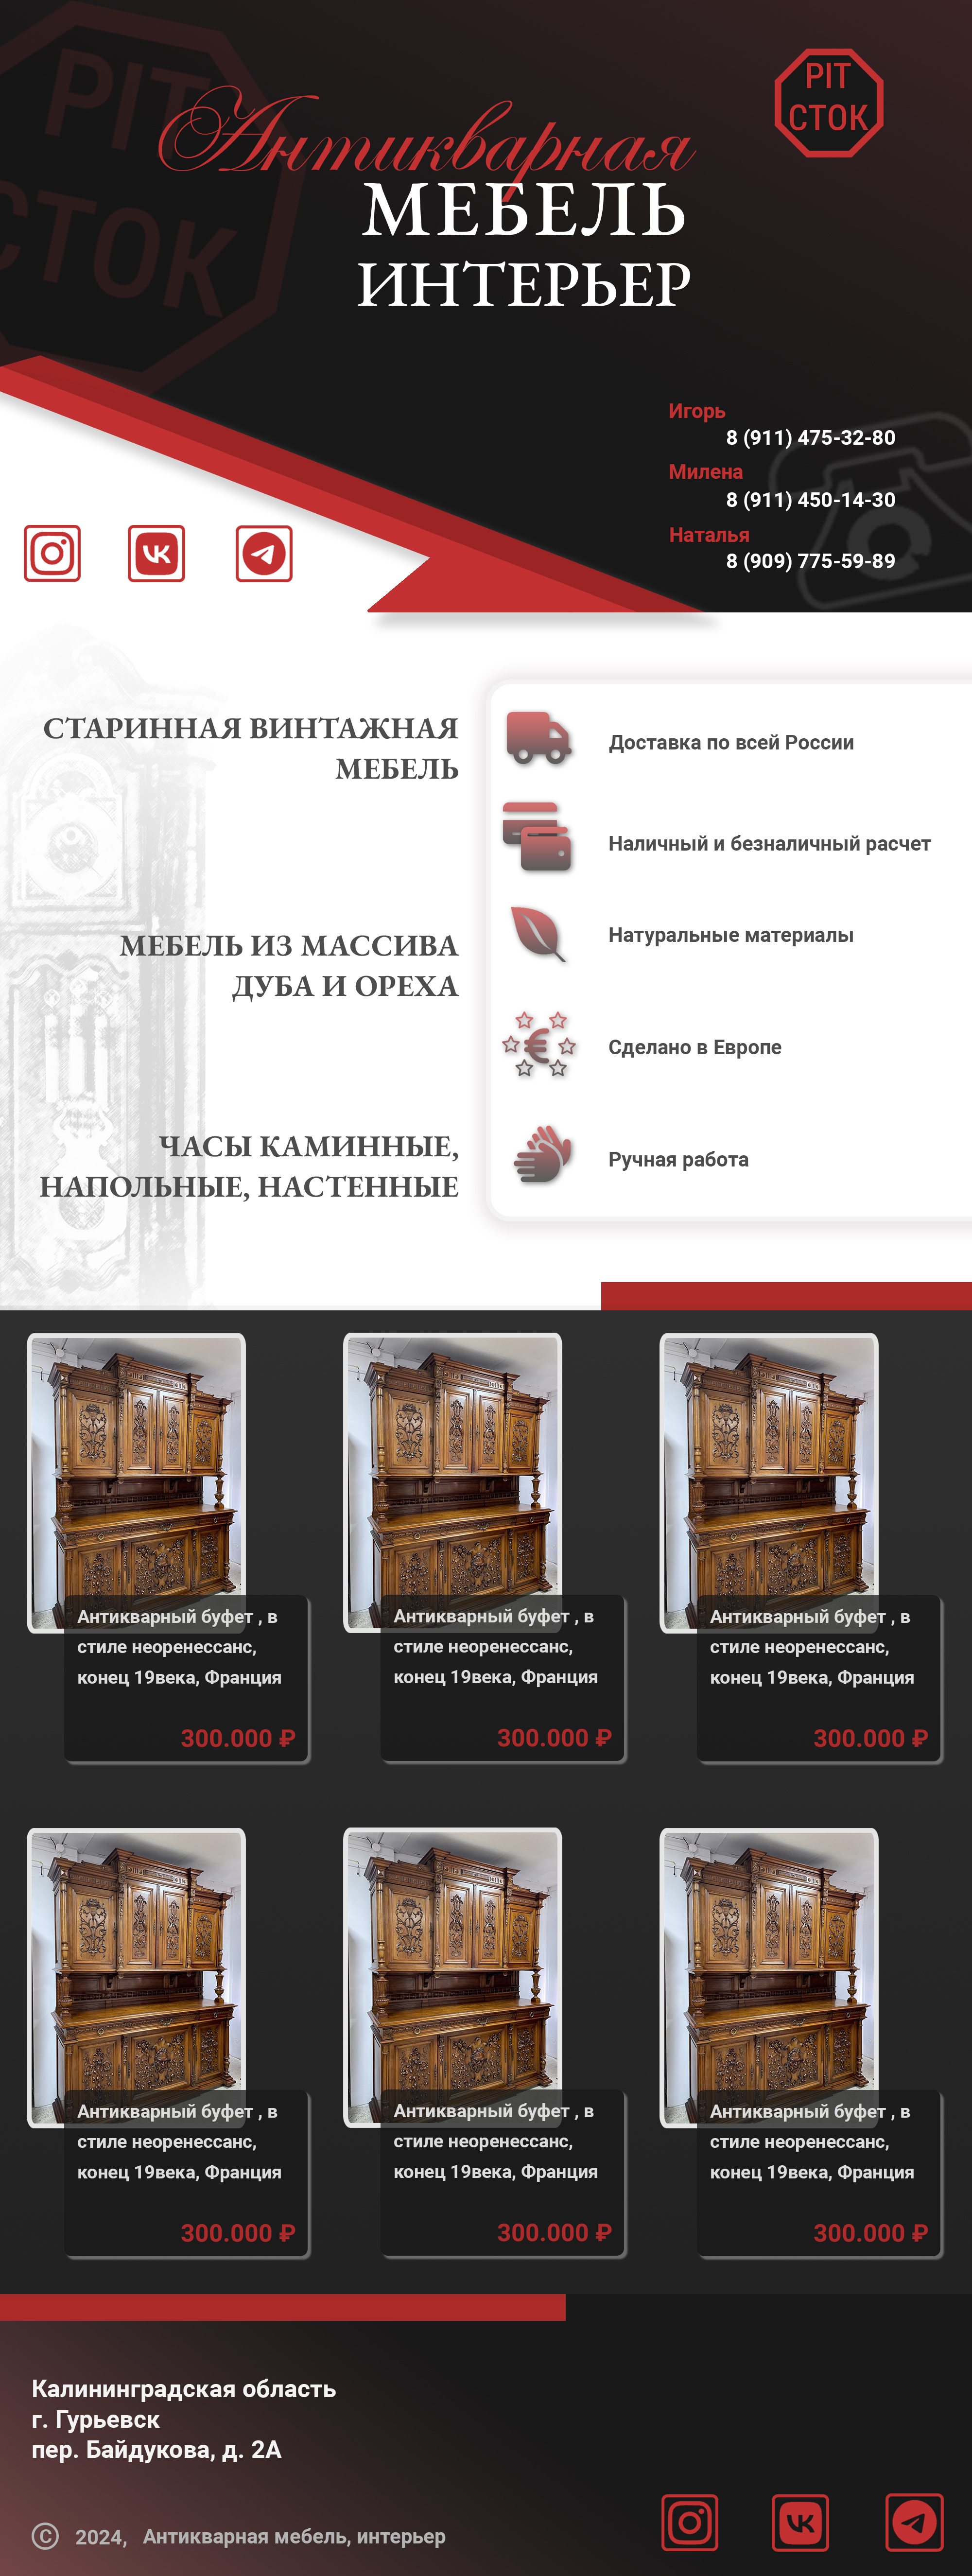 PIT
СТОК
PIT
СТОК
Антикварная
МЕБЕЛЬ
ИНТЕРЬЕР
Игорь
8 (911) 475-32-80
Милена
8 (911) 450-14-30
Наталья
8 (909) 775-59-89
СТАРИННАЯ ВИНТАЖНАЯ
МЕБЕЛЬ
МЕБЕЛЬ ИЗ МАССИВА
ДУБА И ОРЕХА
ЧАСЫ КАМИННЫЕ,
НАПОЛЬНЫЕ, НАСТЕННЫЕ
Доставка по всей России
Наличный и безналичный расчет
Натуральные материалы
Сделано в Европе
Ручная работа
Антикварный буфет , в
стиле неоренессанс,
конец 19века, Франция
300.000 ₽
Антикварный буфет , в
стиле неоренессанс,
конец 19века, Франция
300.000 ₽
Антикварный буфет , в
стиле неоренессанс,
конец 19века, Франция
300.000 ₽
Антикварный буфет , в
стиле неоренессанс,
конец 19века, Франция
300.000 ₽
Антикварный буфет , в
стиле неоренессанс,
конец 19века, Франция
300.000 ₽
Антикварный буфет , в
стиле неоренессанс,
конец 19века, Франция
300.000 ₽
Калининградская область
г. Гурьевск
пер. Байдукова, д. 2А
© 2024, Антикварная мебель, интерьер